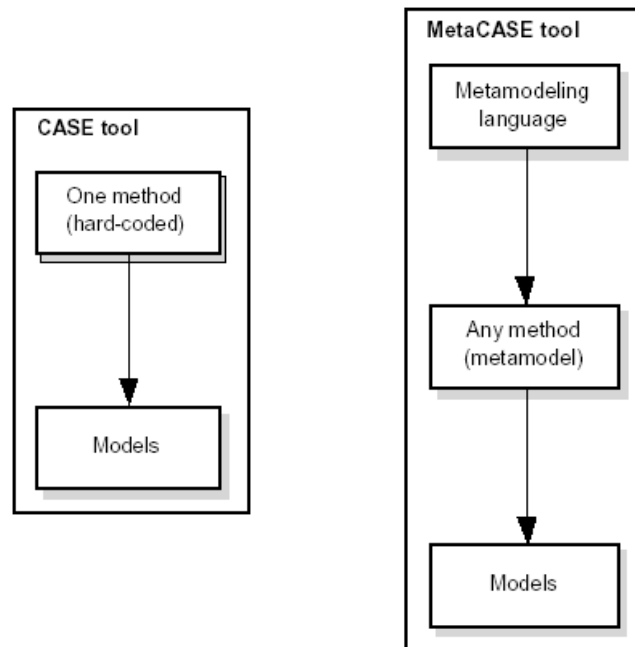 CASE tool
One method
(hard-coded)
Models
MetaCASE tool
Metamodeling
language
Any method
(metamodel)
Models